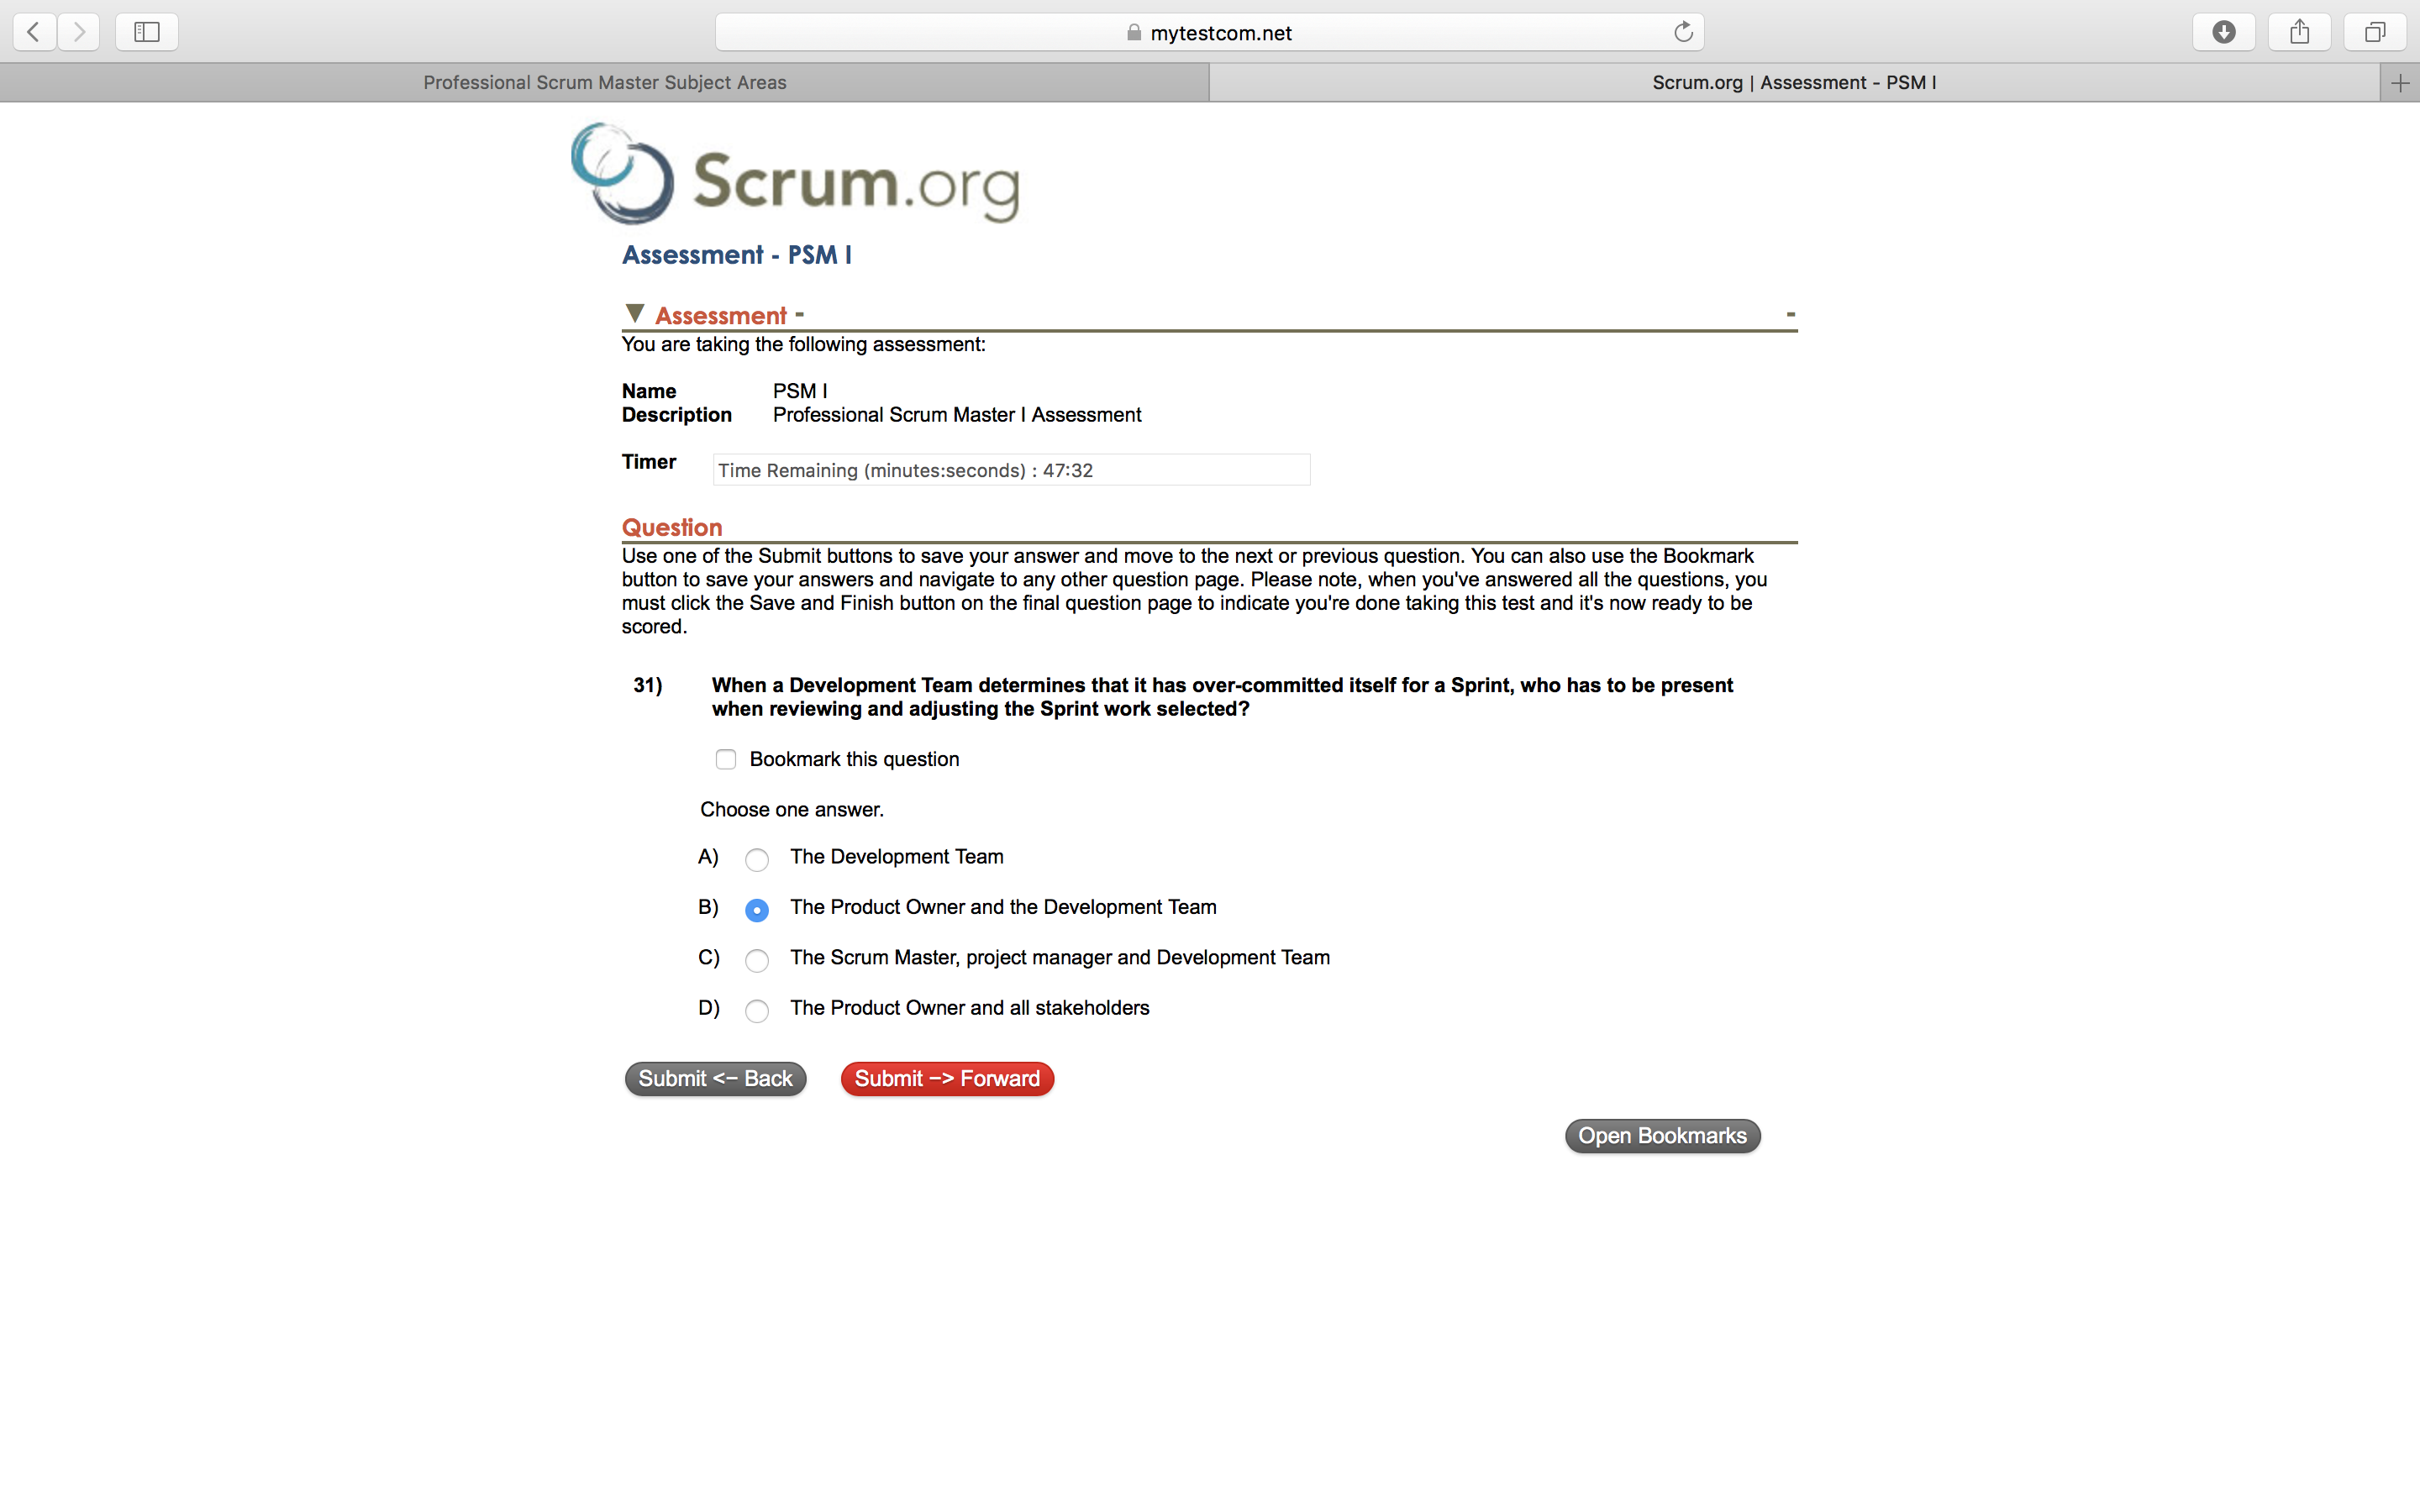 mytestcom.net
Professional Scrum Master Subject Areas
Scrum.org | Assessment - PSM I
Scrum.org
Assessment - PSM I
▼ Assessment - -
You are taking the following assessment:
Name PSM I
Description Professional Scrum Master I Assessment
Timer Time Remaining (minutes:seconds) : 47:32
Question
Use one of the Submit buttons to save your answer and move to the next or previous question. You can also use the Bookmark
button to save your answers and navigate to any other question page. Please note, when you've answered all the questions, you
must click the Save and Finish button on the final question page to indicate you're done taking this test and it's now ready to be
scored.
31) When a Development Team determines that it has over-committed itself for a Sprint, who has to be present
when reviewing and adjusting the Sprint work selected?
Bookmark this question
Choose one answer.
A) The Development Team
B) The Product Owner and the Development Team
C) The Scrum Master, project manager and Development Team
D) The Product Owner and all stakeholders
Submit <- Back Submit -> Forward
Open Bookmarks